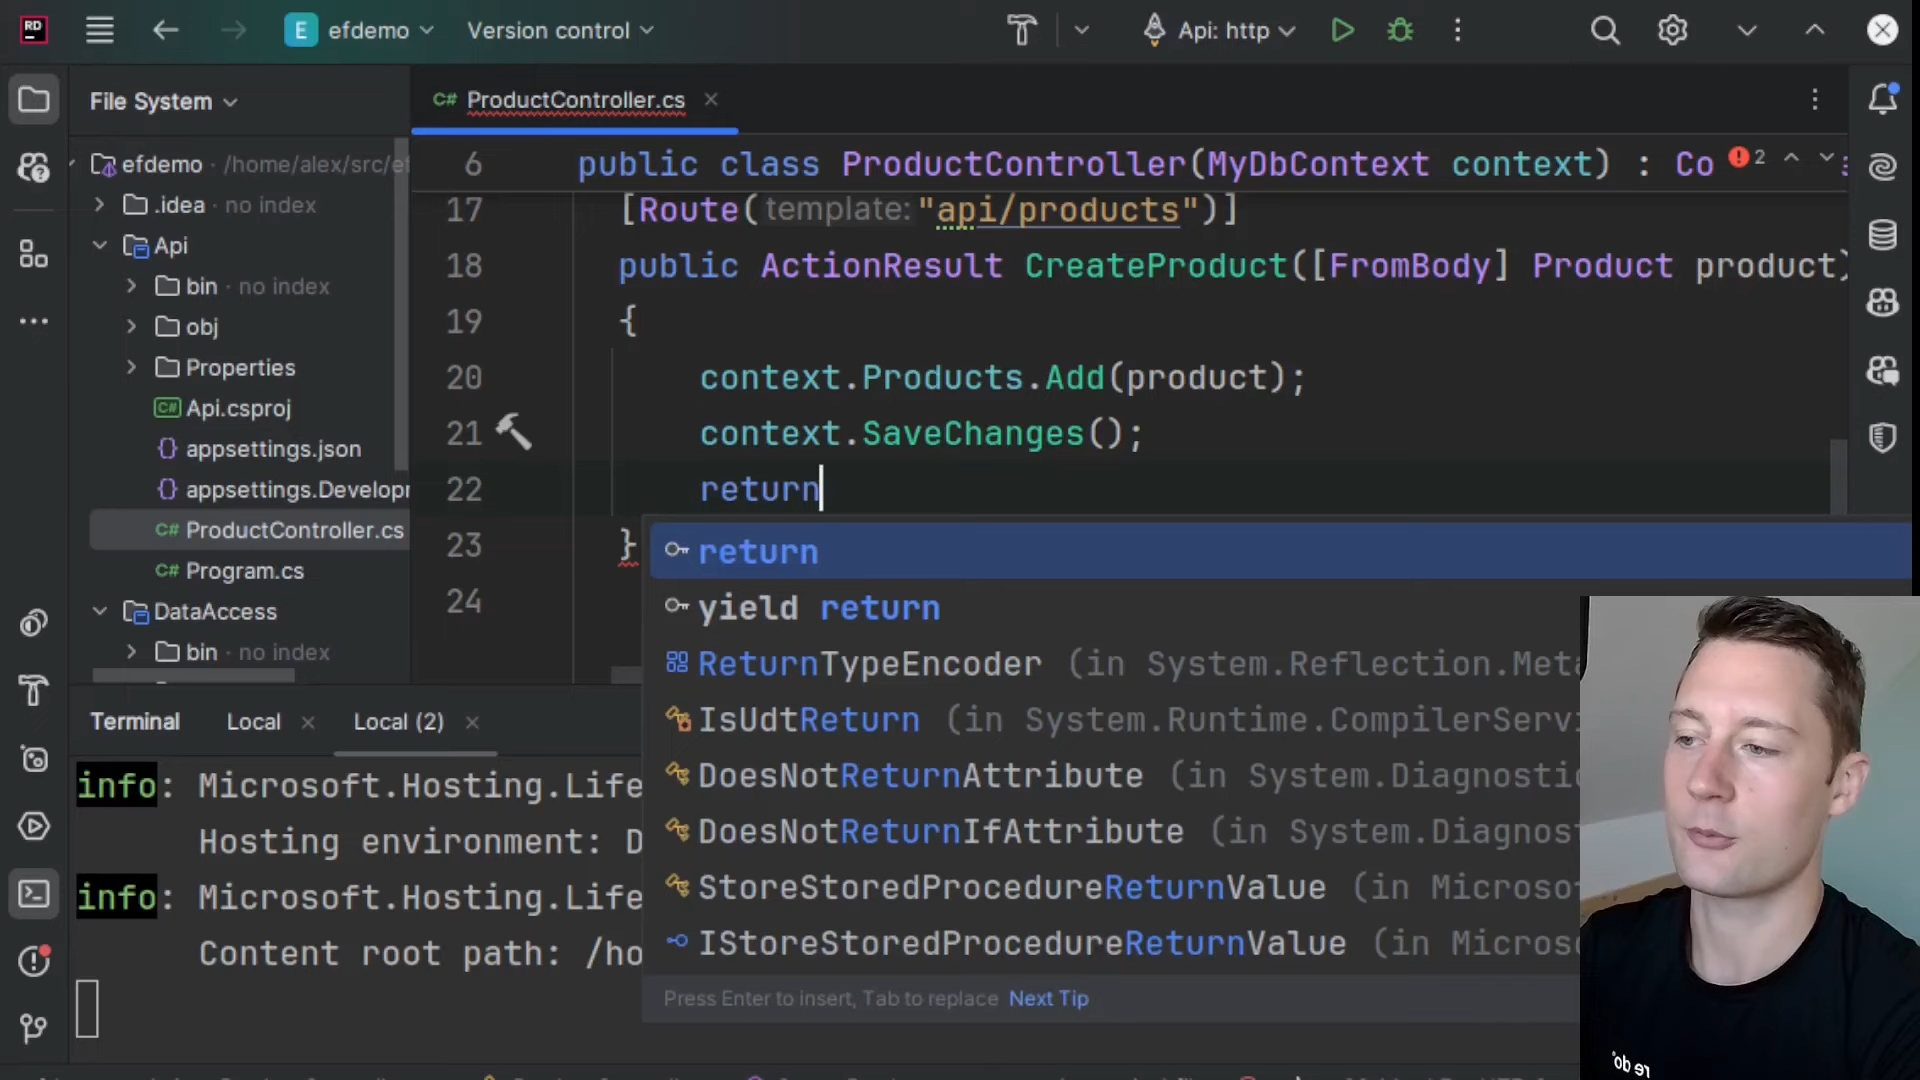 RD
E efdemo
Version control
Api: http
File System
C# ProductController.cs
efdemo · /home/alex/src/ef
.idea · no index
Api
bin · no index
obj
Properties
C# Api.csproj
{} appsettings.json
{} appsettings.Develop
C# ProductController.cs
C# Program.cs
DataAccess
bin · no index
6 public class ProductController(MyDbContext context) : Co 2
17 [Route(template:"api/products")]
18 public ActionResult CreateProduct([FromBody] Product product)
19 {
20 context.Products.Add(product);
21 context.SaveChanges();
22 return
23 }
24
return
yield return
ReturnTypeEncoder (in System.Reflection.Meta
IsUdtReturn (in System.Runtime.CompilerServi
DoesNotReturnAttribute (in System.Diagnostic
DoesNotReturnIfAttribute (in System.Diagnost
StoreStoredProcedureReturnValue (in Microsof
IStoreStoredProcedureReturnValue (in Microso
Press Enter to insert, Tab to replace Next Tip
Terminal
Local
Local (2)
info: Microsoft.Hosting.Life
Hosting environment: D
info: Microsoft.Hosting.Life
Content root path: /ho